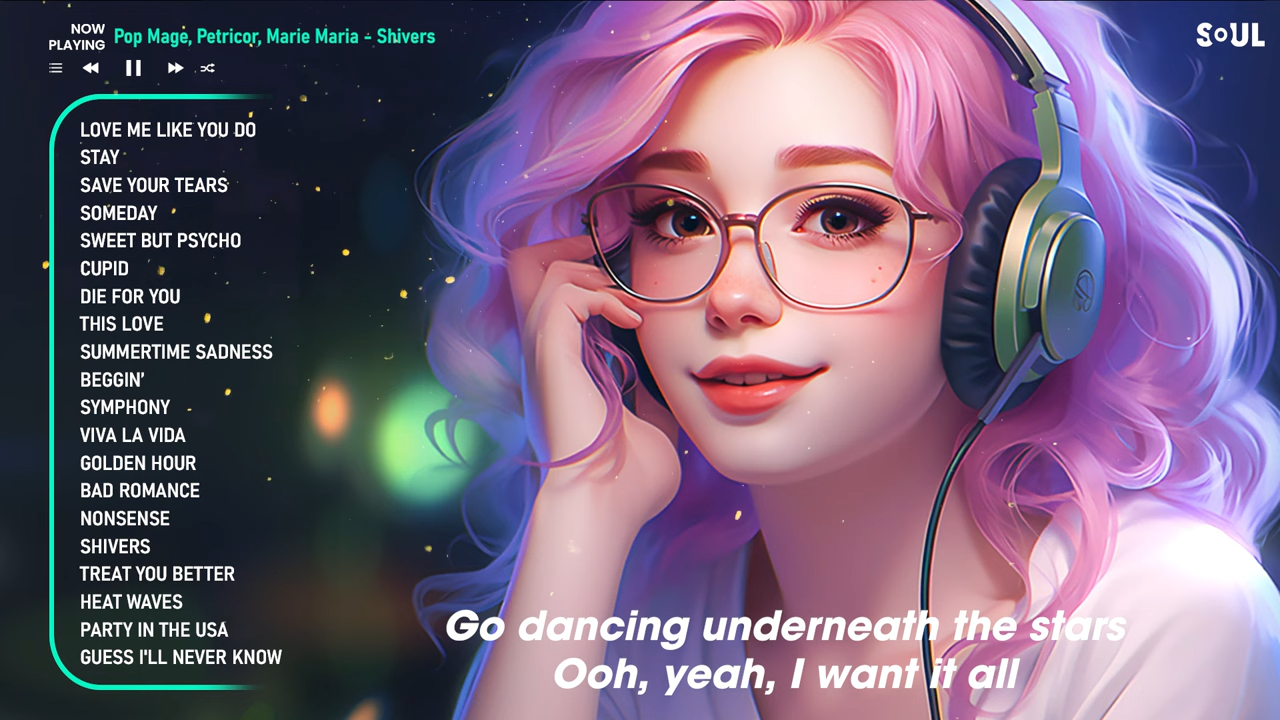 NOW
PLAYING
Pop Mage, Petricor, Marie Maria - Shivers
SOUL
LOVE ME LIKE YOU DO
STAY
SAVE YOUR TEARS
SOMEDAY
SWEET BUT PSYCHO
CUPID
DIE FOR YOU
THIS LOVE
SUMMERTIME SADNESS
BEGGIN'
SYMPHONY
VIVA LA VIDA
GOLDEN HOUR
BAD ROMANCE
NONSENSE
SHIVERS
TREAT YOU BETTER
HEAT WAVES
PARTY IN THE USA
GUESS I'LL NEVER KNOW
Go dancing underneath the stars
Ooh, yeah, I want it all